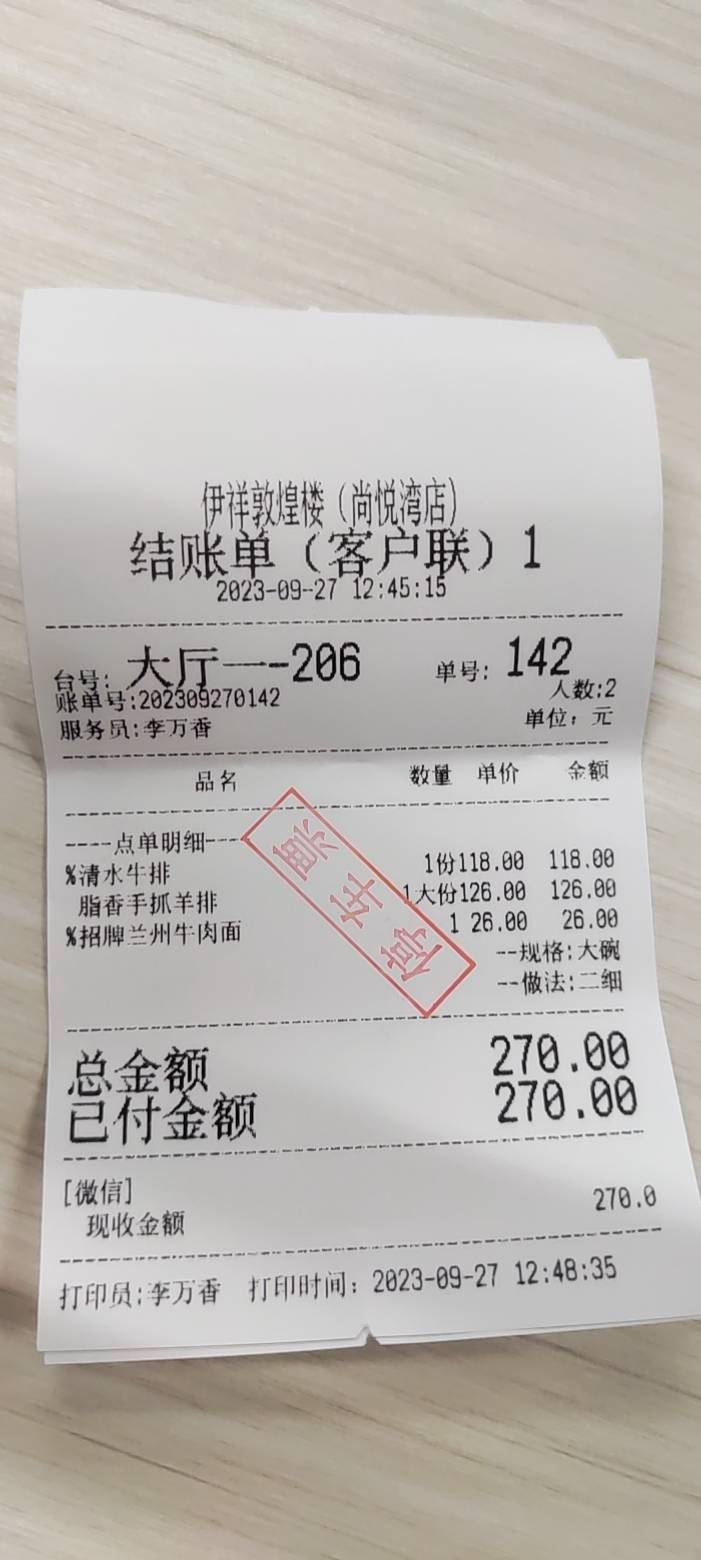 伊祥敦煌楼（尚悦湾店）
结账单（客户联）1
2023-09-27 12:45:15
台号: 大厅一-206 单号: 142
账单号:202309270142 人数:2
服务员:李万香 单位：元
品名 数量 单价 金额
----点单明细----
%清水牛排 1份118.00 118.00
脂香手抓羊排 1大份126.00 126.00
%招牌兰州牛肉面 1 26.00 26.00
--规格:大碗
--做法:二细
停车票
总金额 270.00
已付金额 270.00
[微信]
现收金额 270.0
打印员:李万香 打印时间：2023-09-27 12:48:35